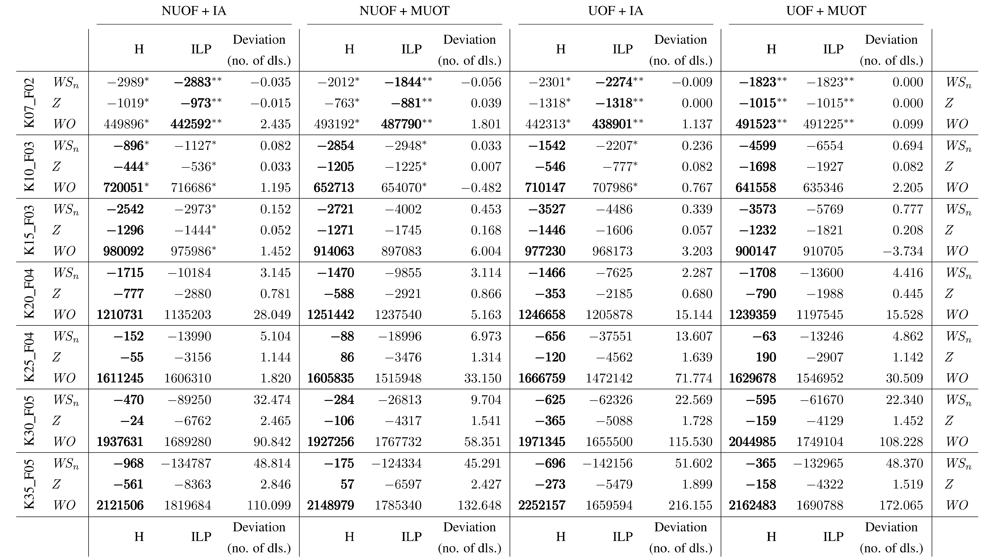 NUOF + IA NUOF + MUOT UOF + IA UOF + MUOT
Deviation Deviation Deviation Deviation
H ILP H ILP H ILP H ILP
(no. of dls.) (no. of dls.) (no. of dls.) (no. of dls.)
K07_F02
WSₙ −2989* −2883** −0.035 −2012* −1844** −0.056 −2301* −2274** −0.009 −1823** −1823** 0.000 WSₙ
Z −1019* −973** −0.015 −763* −881** 0.039 −1318* −1318** 0.000 −1015** −1015** 0.000 Z
WO 449896* 442592** 2.435 493192* 487790** 1.801 442313* 438901** 1.137 491523** 491225** 0.099 WO
K10_F03
WSₙ −896* −1127* 0.082 −2854 −2948* 0.033 −1542 −2207* 0.236 −4599 −6554 0.694 WSₙ
Z −444* −536* 0.033 −1205 −1225* 0.007 −546 −777* 0.082 −1698 −1927 0.082 Z
WO 720051* 716686* 1.195 652713 654070* −0.482 710147 707986* 0.767 641558 635346 2.205 WO
K15_F03
WSₙ −2542 −2973* 0.152 −2721 −4002 0.453 −3527 −4486 0.339 −3573 −5769 0.777 WSₙ
Z −1296 −1444* 0.052 −1271 −1745 0.168 −1446 −1606 0.057 −1232 −1821 0.208 Z
WO 980092 975986* 1.452 914063 897083 6.004 977230 968173 3.203 900147 910705 −3.734 WO
K20_F04
WSₙ −1715 −10184 3.145 −1470 −9855 3.114 −1466 −7625 2.287 −1708 −13600 4.416 WSₙ
Z −777 −2880 0.781 −588 −2921 0.866 −353 −2185 0.680 −790 −1988 0.445 Z
WO 1210731 1135203 28.049 1251442 1237540 5.163 1246658 1205878 15.144 1239359 1197545 15.528 WO
K25_F04
WSₙ −152 −13990 5.104 −88 −18996 6.973 −656 −37551 13.607 −63 −13246 4.862 WSₙ
Z −55 −3156 1.144 86 −3476 1.314 −120 −4562 1.639 190 −2907 1.142 Z
WO 1611245 1606310 1.820 1605835 1515948 33.150 1666759 1472142 71.774 1629678 1546952 30.509 WO
K30_F05
WSₙ −470 −89250 32.474 −284 −26813 9.704 −625 −62326 22.569 −595 −61670 22.340 WSₙ
Z −24 −6762 2.465 −106 −4317 1.541 −365 −5088 1.728 −159 −4129 1.452 Z
WO 1937631 1689280 90.842 1927256 1767732 58.351 1971345 1655500 115.530 2044985 1749104 108.228 WO
K35_F05
WSₙ −968 −134787 48.814 −175 −124334 45.291 −696 −142156 51.602 −365 −132965 48.370 WSₙ
Z −561 −8363 2.846 57 −6597 2.427 −273 −5479 1.899 −158 −4322 1.519 Z
WO 2121506 1819684 110.099 2148979 1785340 132.648 2252157 1659594 216.155 2162483 1690788 172.065 WO
Deviation Deviation Deviation Deviation
H ILP H ILP H ILP H ILP
(no. of dls.) (no. of dls.) (no. of dls.) (no. of dls.)